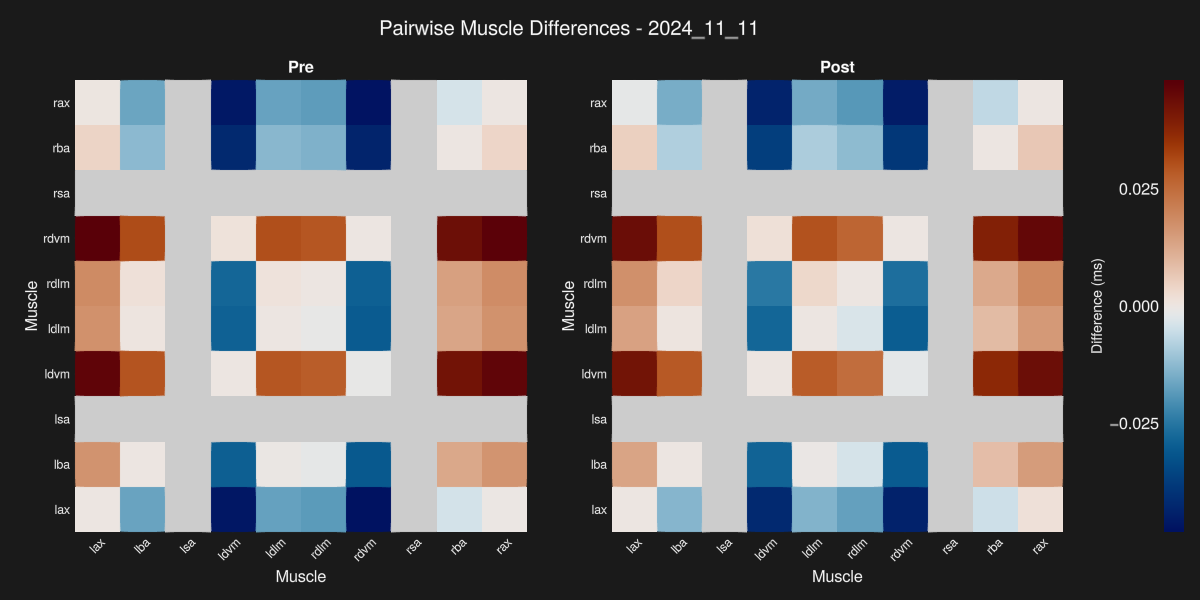 Pairwise Muscle Differences - 2024_11_11
Pre
Post
rax
rba
rsa
rdvm
rdlm
ldlm
ldvm
lsa
lba
lax
Muscle
lax
lba
lsa
ldvm
ldlm
rdlm
rdvm
rsa
rba
rax
Muscle
rax
rba
rsa
rdvm
rdlm
ldlm
ldvm
lsa
lba
lax
Muscle
lax
lba
lsa
ldvm
ldlm
rdlm
rdvm
rsa
rba
rax
Muscle
0.025
0.000
−0.025
Difference (ms)